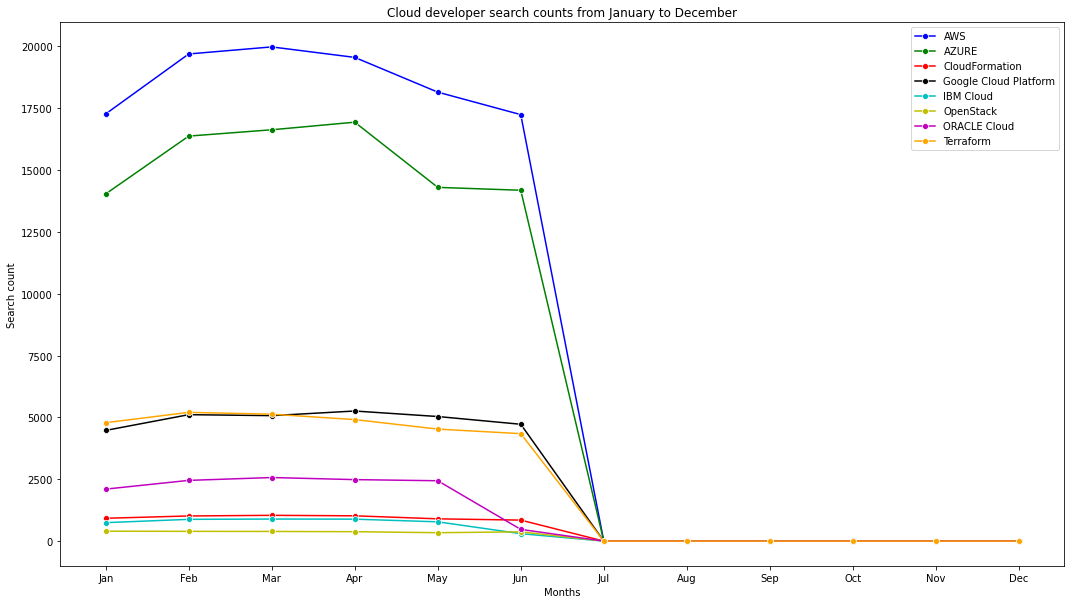 Cloud developer search counts from January to December
AWS
AZURE
CloudFormation
Google Cloud Platform
IBM Cloud
OpenStack
ORACLE Cloud
Terraform
Search count
20000
17500
15000
12500
10000
7500
5000
2500
0
Jan Feb Mar Apr May Jun Jul Aug Sep Oct Nov Dec
Months